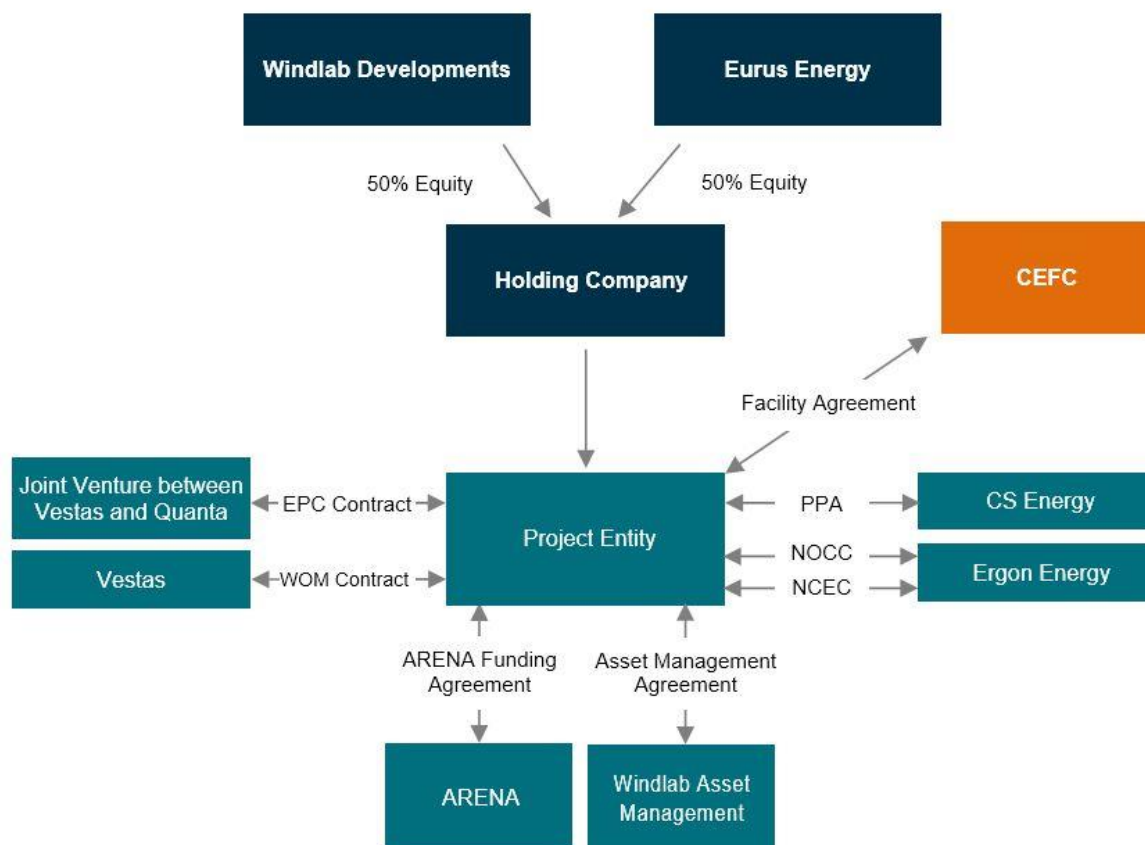 Windlab Developments
Eurus Energy
50% Equity
50% Equity
Holding Company
CEFC
Facility Agreement
Joint Venture between
Vestas and Quanta
EPC Contract
Project Entity
PPA
CS Energy
Vestas
WOM Contract
NOCC
NCEC
Ergon Energy
ARENA Funding
Agreement
Asset Management
Agreement
ARENA
Windlab Asset
Management